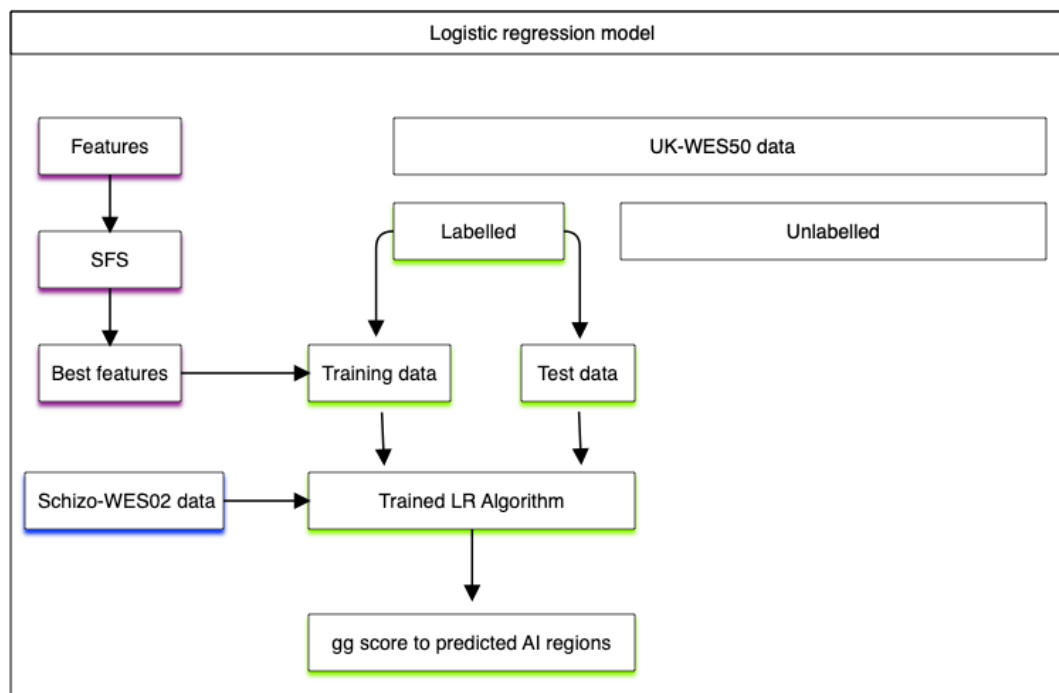 Logistic regression model
Features
UK-WES50 data
Labelled
Unlabelled
SFS
Best features
Training data
Test data
Schizo-WES02 data
Trained LR Algorithm
gg score to predicted AI regions